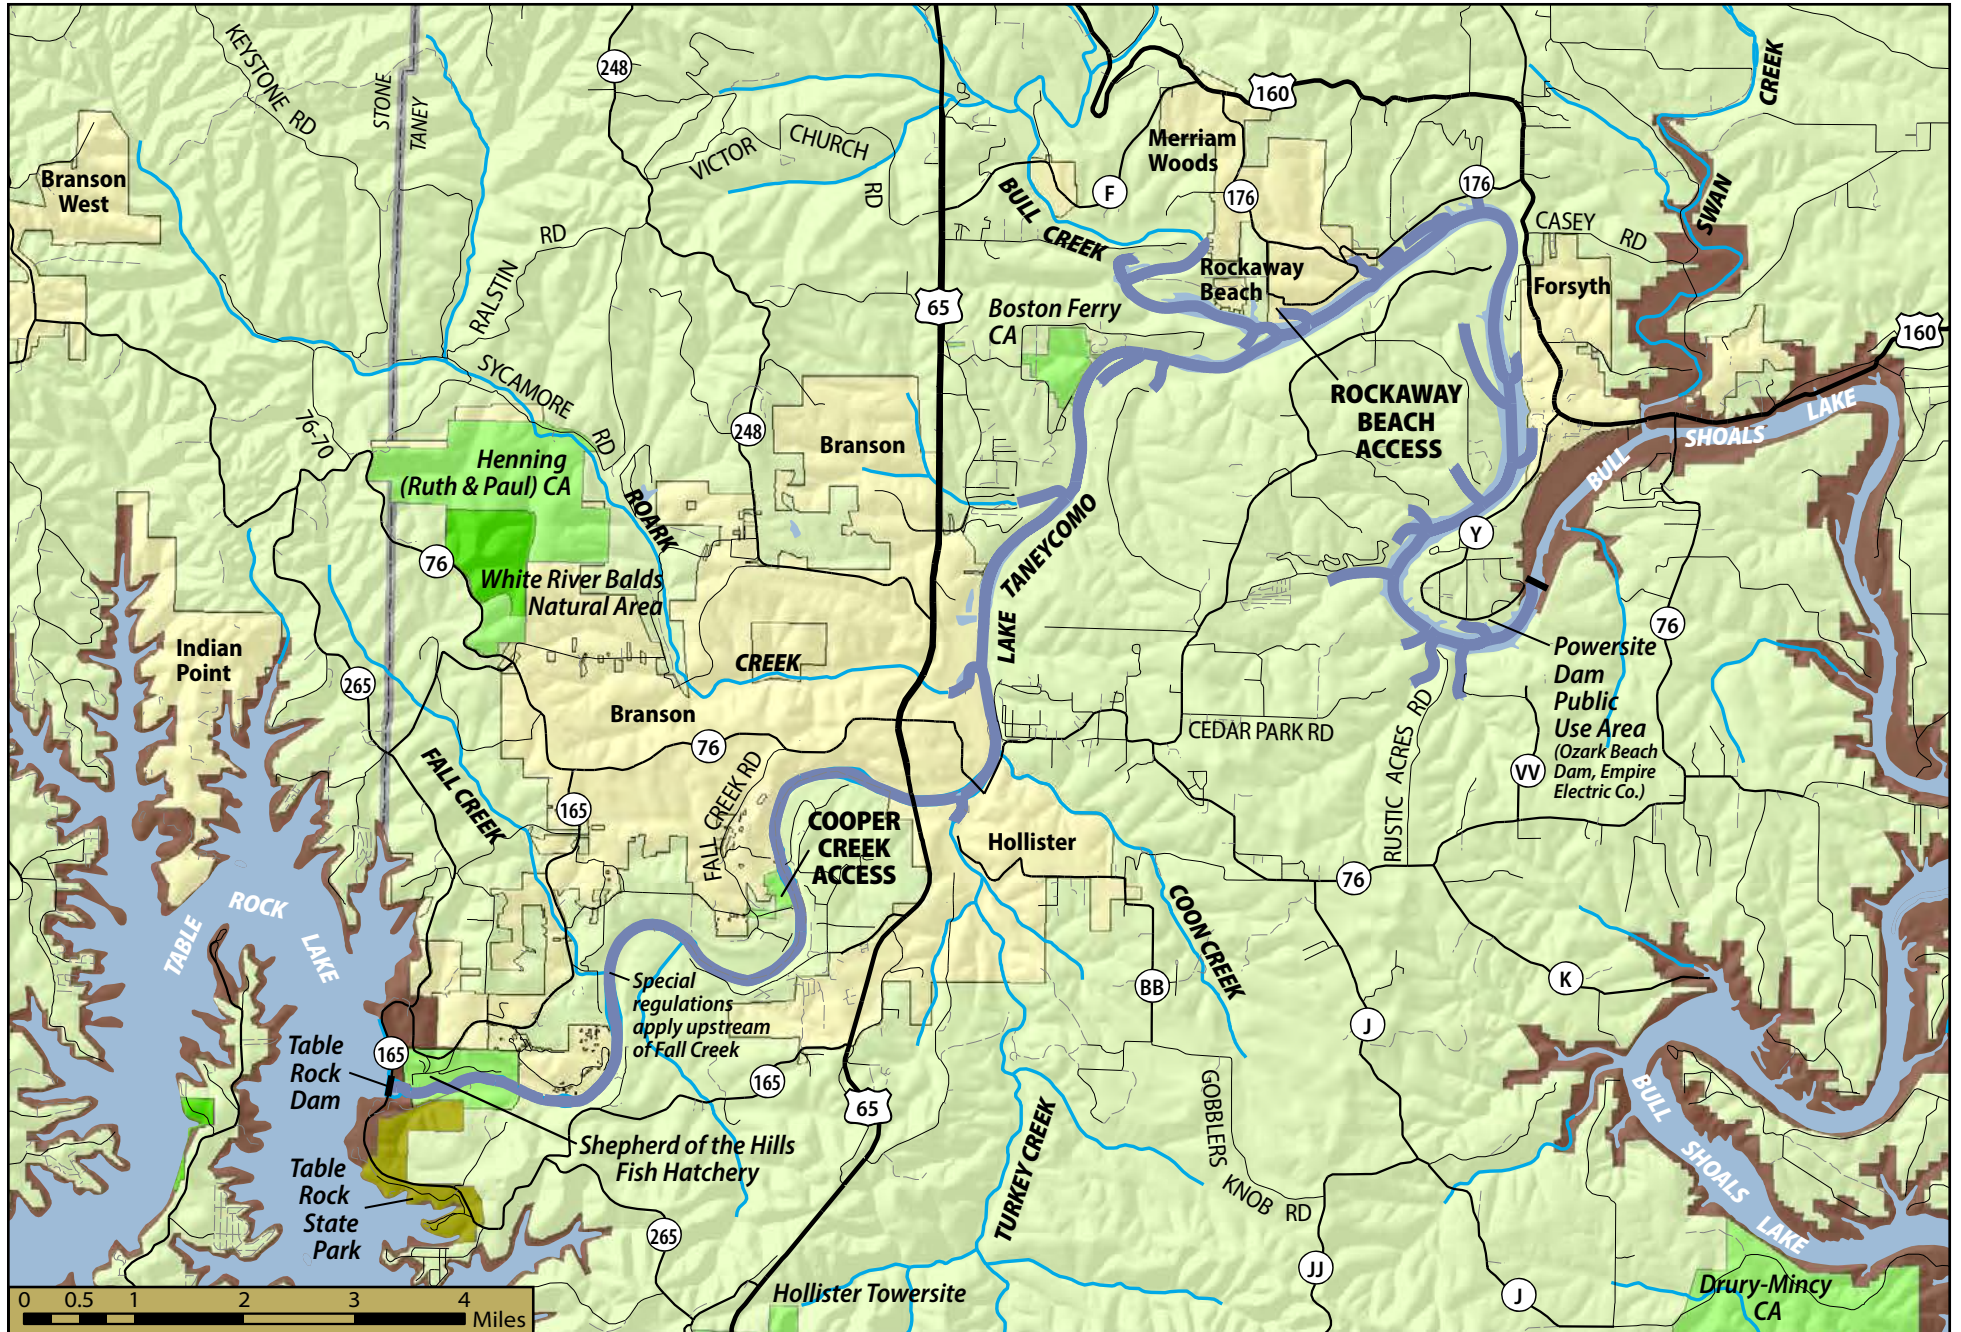 KEYSTONE RD
STONE
TANEY
248
VICTOR
CHURCH
RD
160
Merriam
Woods
F
176
176
CREEK
SWAN
Branson
West
BULL
CREEK
RALSTIN
RD
CASEY
RD
Rockaway
Beach
Forsyth
65
Boston Ferry
CA
160
SYCAMORE
RD
76-70
248
Branson
ROCKAWAY
BEACH
ACCESS
BULL
SHOALS
LAKE
Henning
(Ruth & Paul) CA
ROARK
CREEK
76
White River Balds
Natural Area
LAKE
TANEYCOMO
Y
76
Indian
Point
265
Branson
76
CEDAR PARK RD
RUSTIC ACRES RD
VV
Powersite
Dam
Public
Use Area
(Ozark Beach
Dam, Empire
Electric Co.)
FALL CREEK
165
FALL CREEK RD
COOPER
CREEK
ACCESS
Hollister
COON CREEK
76
TABLE
ROCK
LAKE
Special
regulations
apply upstream
of Fall Creek
BB
K
J
Table
Rock
Dam
165
165
65
GOBBLERS
KNOB
RD
BULL
SHOALS
LAKE
Shepherd of the Hills
Fish Hatchery
TURKEY CREEK
Table
Rock
State
Park
265
JJ
J
Hollister Towersite
Drury-Mincy
CA
0 0.5 1 2 3 4
Miles